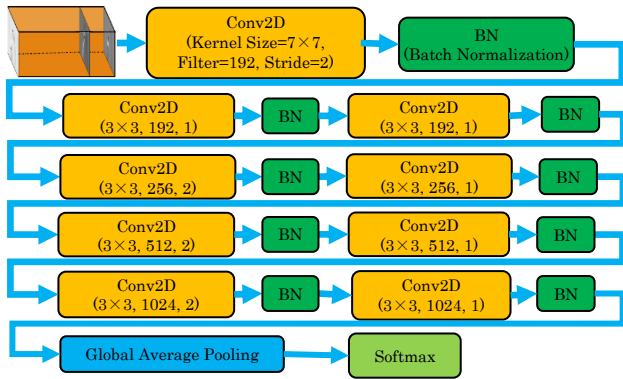 Conv2D
(Kernel Size=7×7,
Filter=192, Stride=2)
BN
(Batch Normalization)
Conv2D
(3×3, 192, 1)
BN
Conv2D
(3×3, 192, 1)
BN
Conv2D
(3×3, 256, 2)
BN
Conv2D
(3×3, 256, 1)
BN
Conv2D
(3×3, 512, 2)
BN
Conv2D
(3×3, 512, 1)
BN
Conv2D
(3×3, 1024, 2)
BN
Conv2D
(3×3, 1024, 1)
BN
Global Average Pooling
Softmax